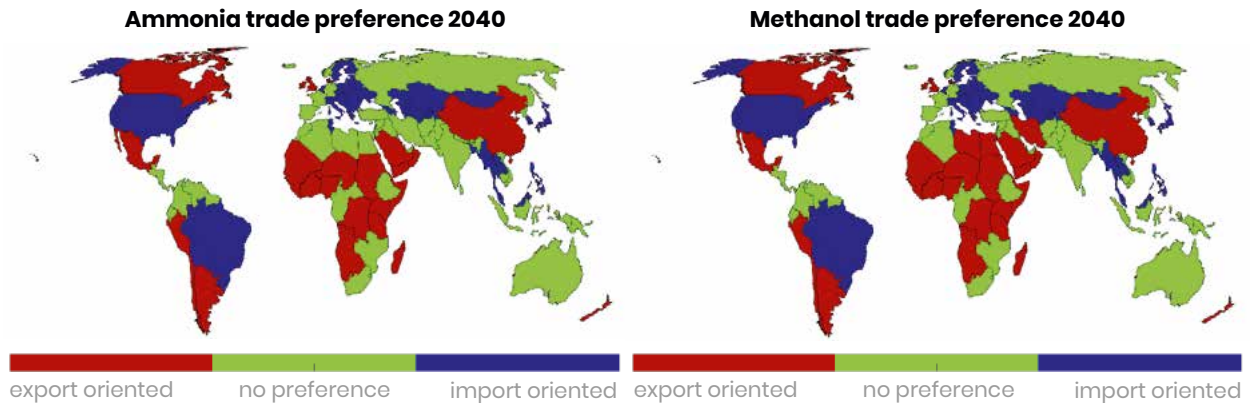 Ammonia trade preference 2040
Methanol trade preference 2040
export oriented no preference import oriented
export oriented no preference import oriented